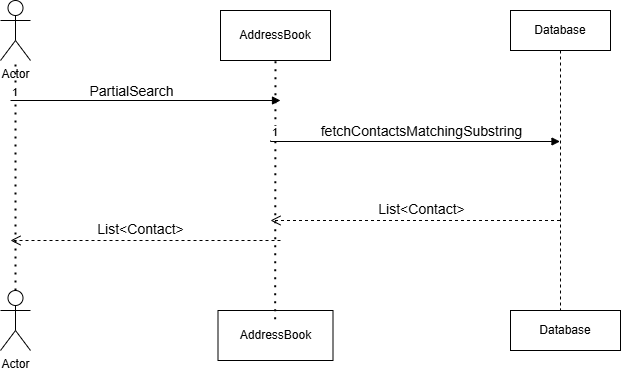 AddressBook
Database
Actor
1
PartialSearch
1
fetchContactsMatchingSubstring
List<Contact>
List<Contact>
AddressBook
Database
Actor